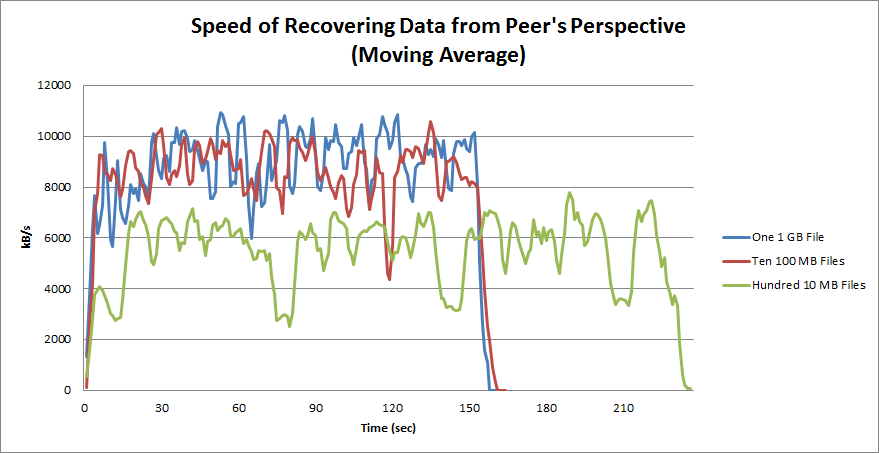 Speed of Recovering Data from Peer's Perspective
(Moving Average)
12000
10000
8000
6000
4000
2000
0
kB/s
0 30 60 90 120 150 180 210
Time (sec)
One 1 GB File
Ten 100 MB Files
Hundred 10 MB Files